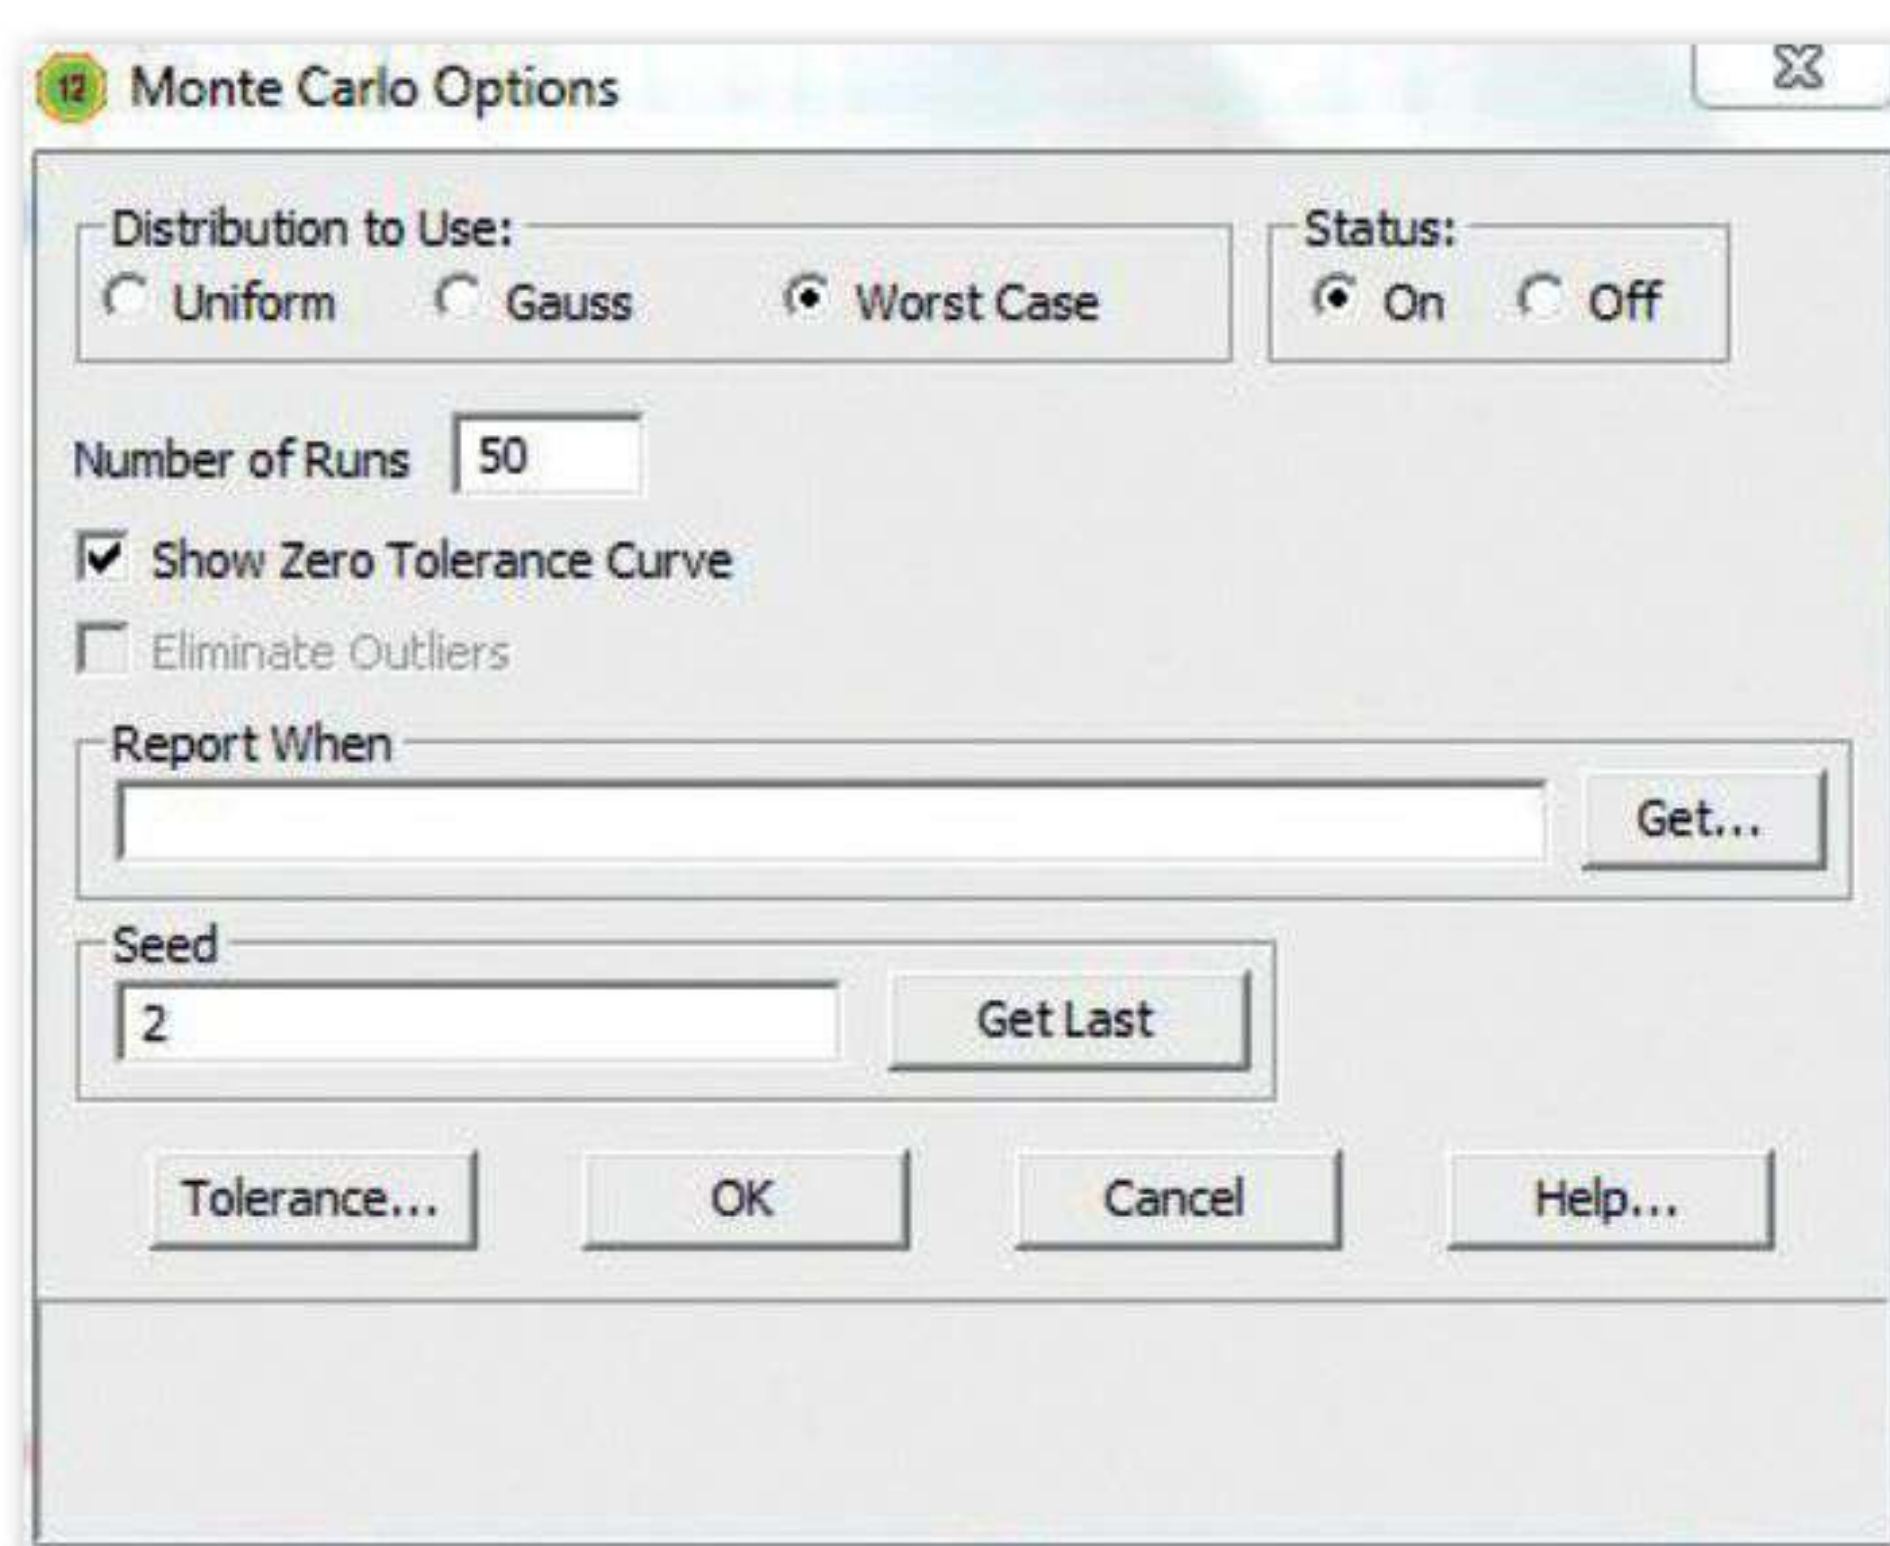 12 Monte Carlo Options
Distribution to Use: Status:
Uniform Gauss Worst Case On Off
Number of Runs 50
Show Zero Tolerance Curve
Eliminate Outliers
Report When
Get...
Seed
2 Get Last
Tolerance... OK Cancel Help...